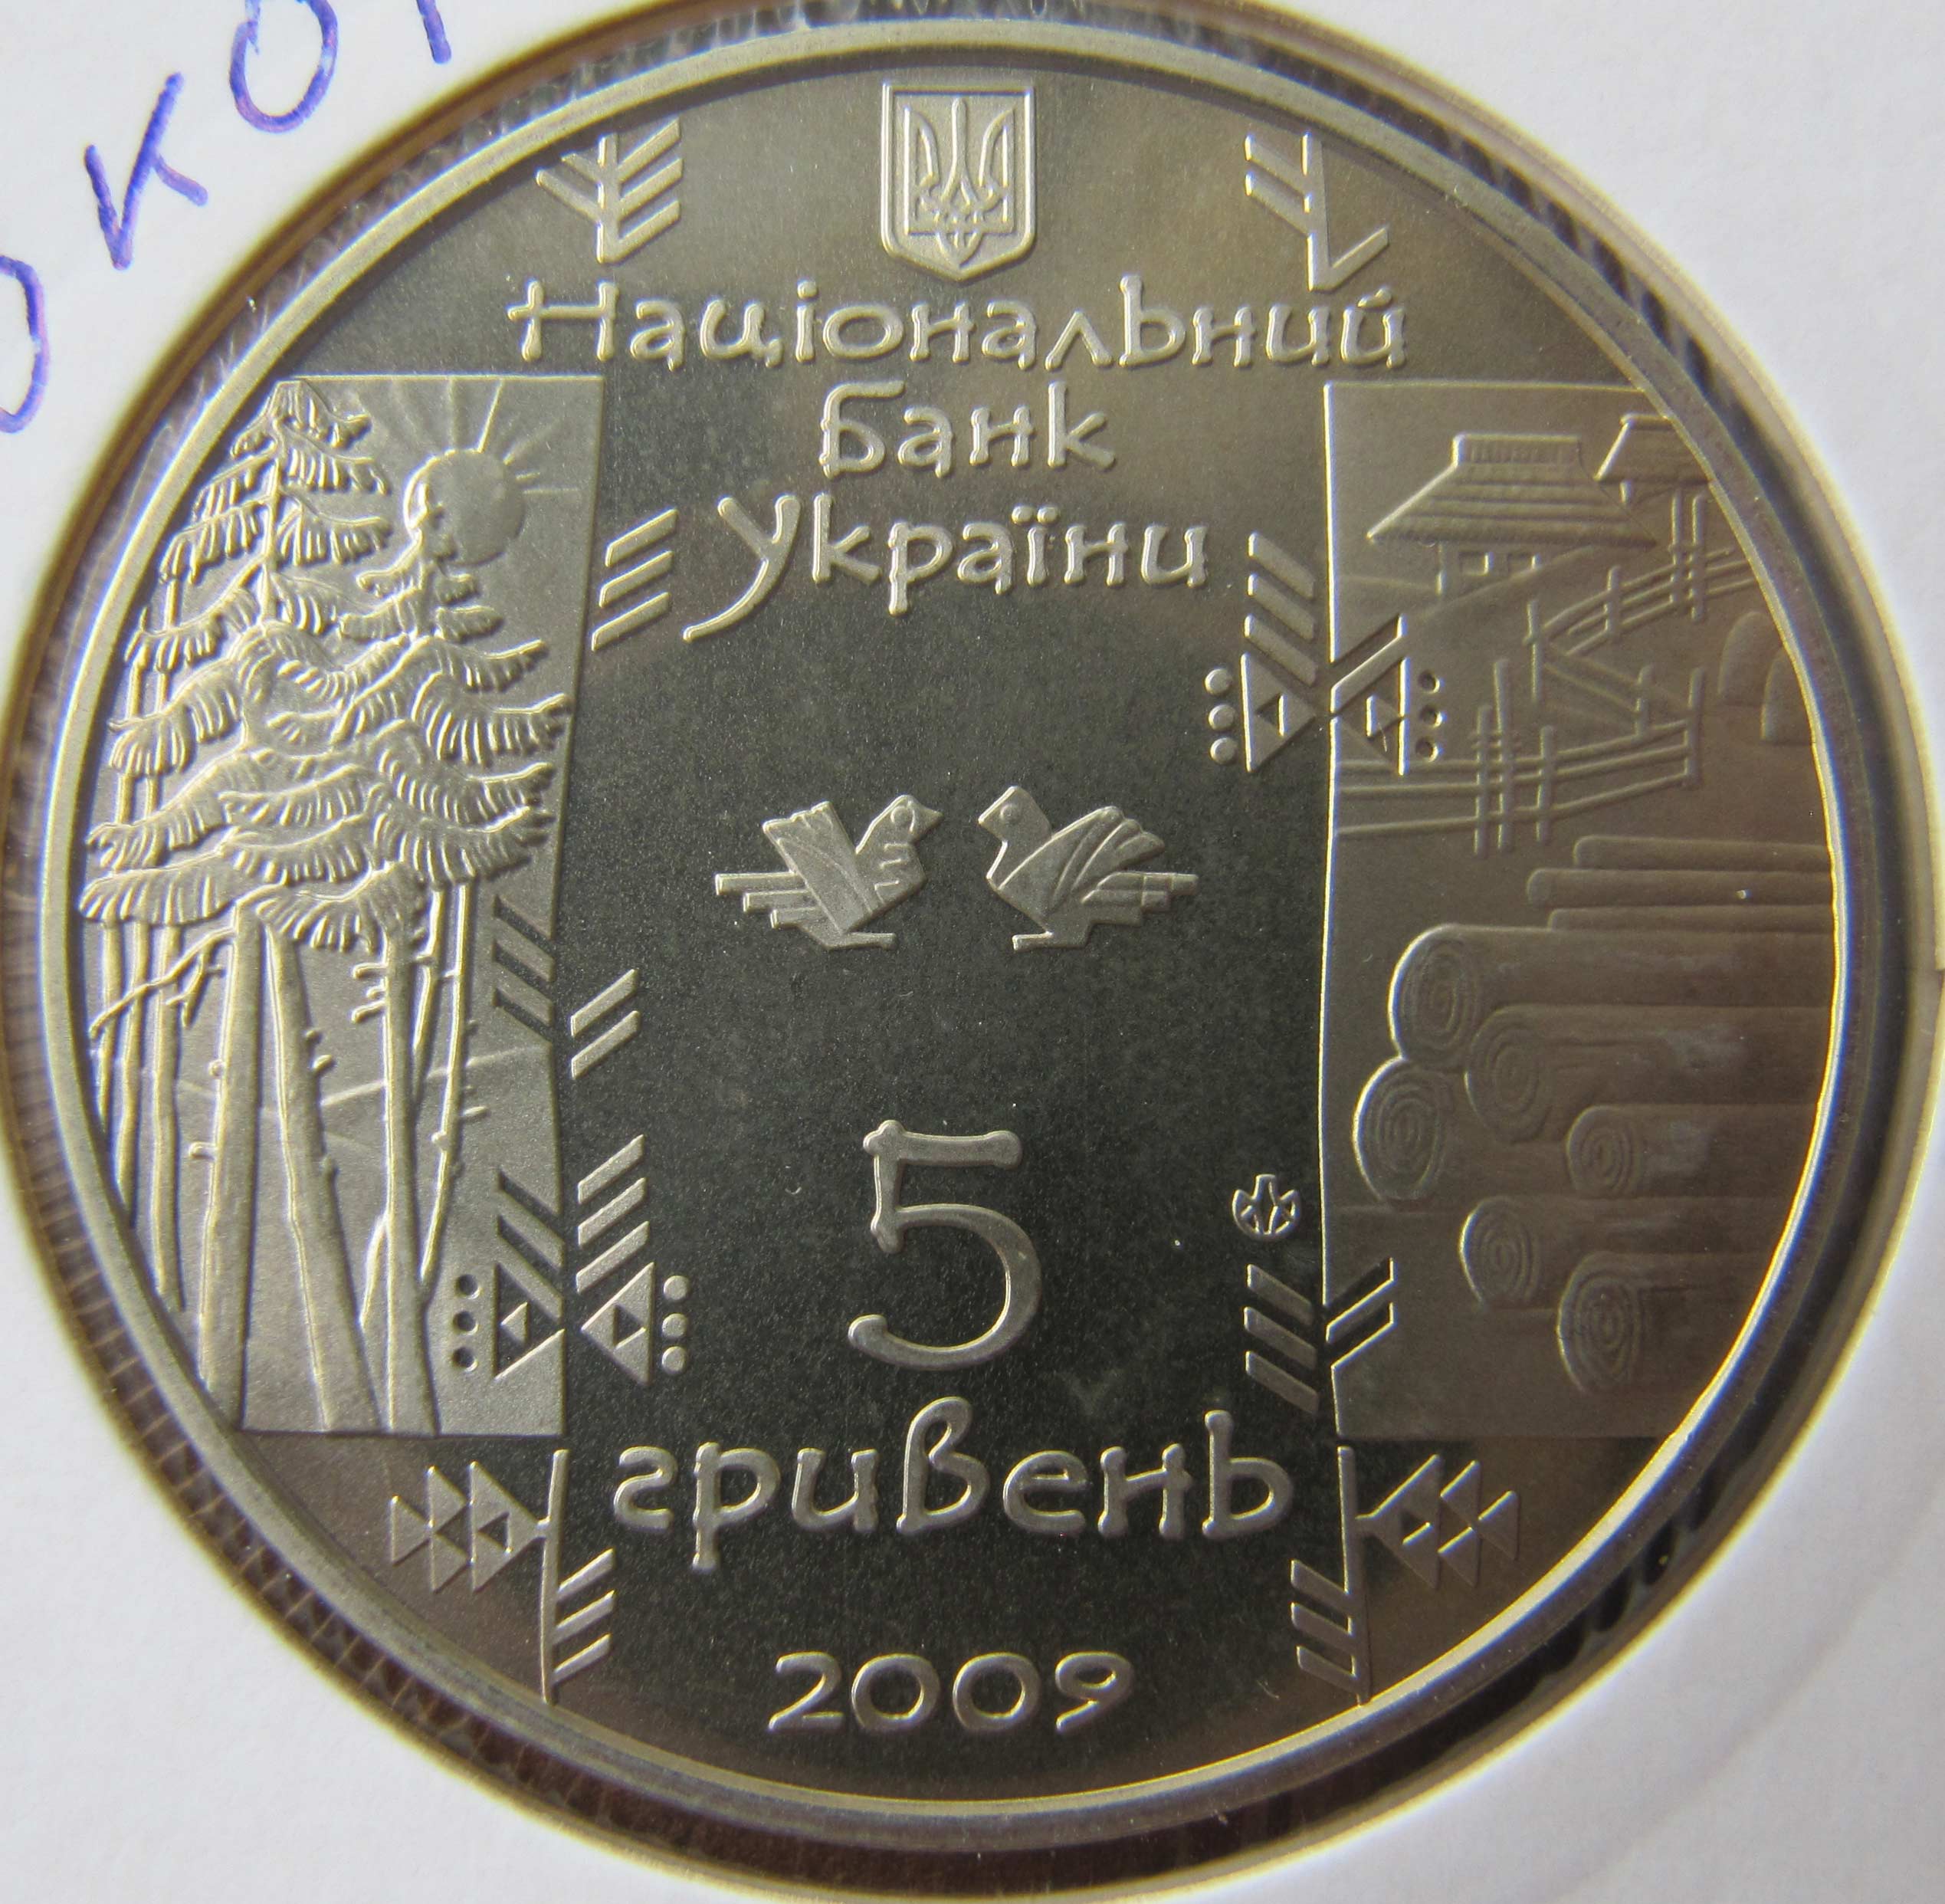 Національний
Банк
України
5
гривень
2009